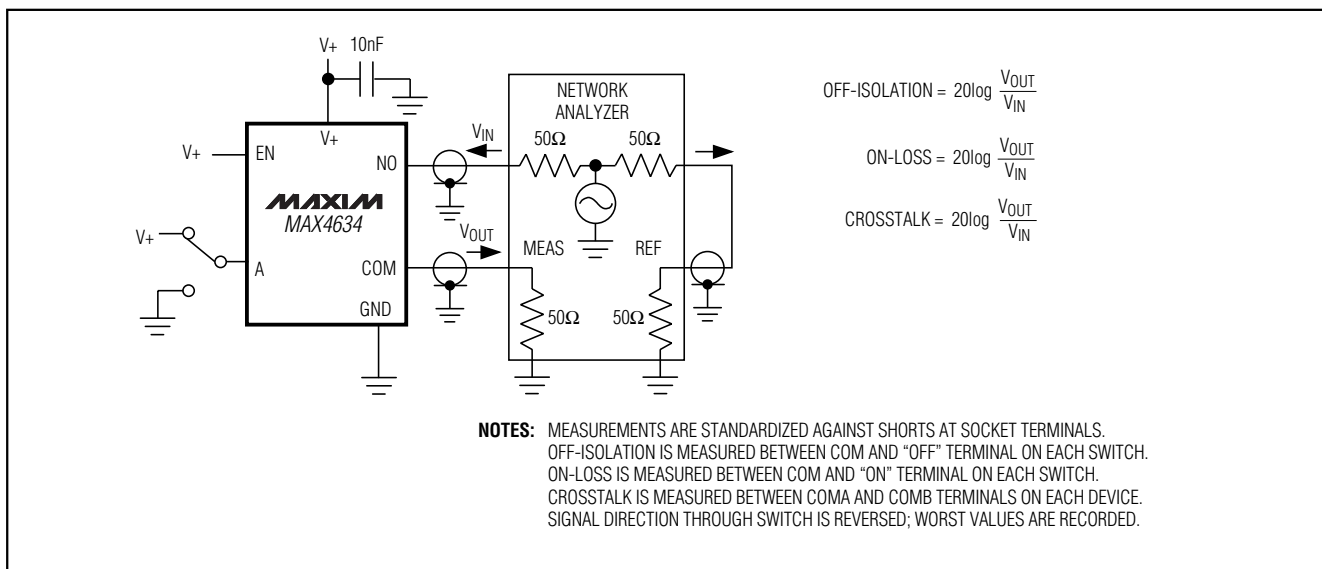 V+ 10nF
V+
V+ EN
NO
MAXIM
MAX4634
V+
A
COM
GND
VIN
VOUT
NETWORK
ANALYZER
50Ω 50Ω
MEAS REF
50Ω 50Ω
OFF-ISOLATION = 20log VOUT
VIN
ON-LOSS = 20log VOUT
VIN
CROSSTALK = 20log VOUT
VIN
NOTES: MEASUREMENTS ARE STANDARDIZED AGAINST SHORTS AT SOCKET TERMINALS.
OFF-ISOLATION IS MEASURED BETWEEN COM AND “OFF” TERMINAL ON EACH SWITCH.
ON-LOSS IS MEASURED BETWEEN COM AND “ON” TERMINAL ON EACH SWITCH.
CROSSTALK IS MEASURED BETWEEN COMA AND COMB TERMINALS ON EACH DEVICE.
SIGNAL DIRECTION THROUGH SWITCH IS REVERSED; WORST VALUES ARE RECORDED.